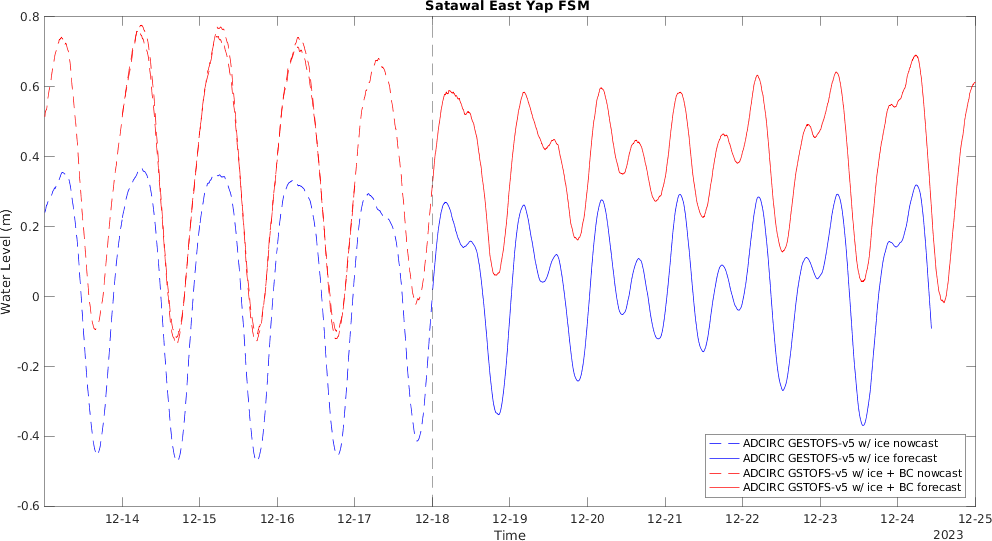 Satawal East Yap FSM
0.8
0.6
0.4
0.2
0
-0.2
-0.4
-0.6
Water Level (m)
12-14 12-15 12-16 12-17 12-18 12-19 12-20 12-21 12-22 12-23 12-24 12-25
Time
2023
ADCIRC GESTOFS-v5 w/ ice nowcast
ADCIRC GESTOFS-v5 w/ ice forecast
ADCIRC GSTOFS-v5 w/ ice + BC nowcast
ADCIRC GSTOFS-v5 w/ ice + BC forecast